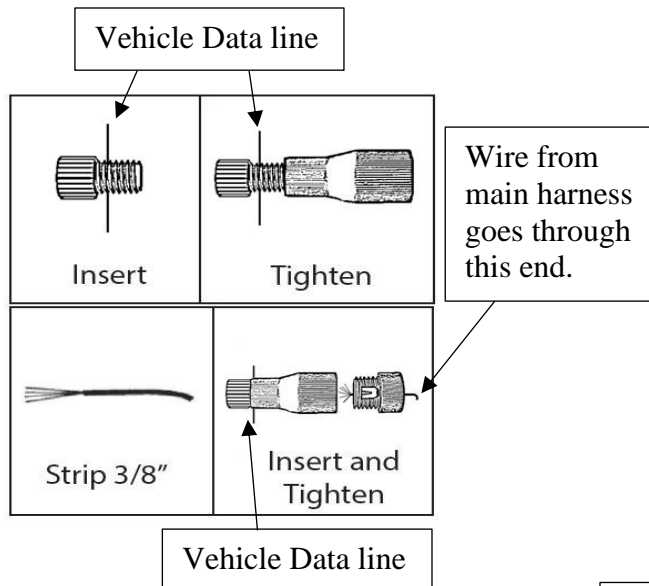 Vehicle Data line
Insert
Tighten
Wire from
main harness
goes through
this end.
Strip 3/8”
Insert and
Tighten
Vehicle Data line